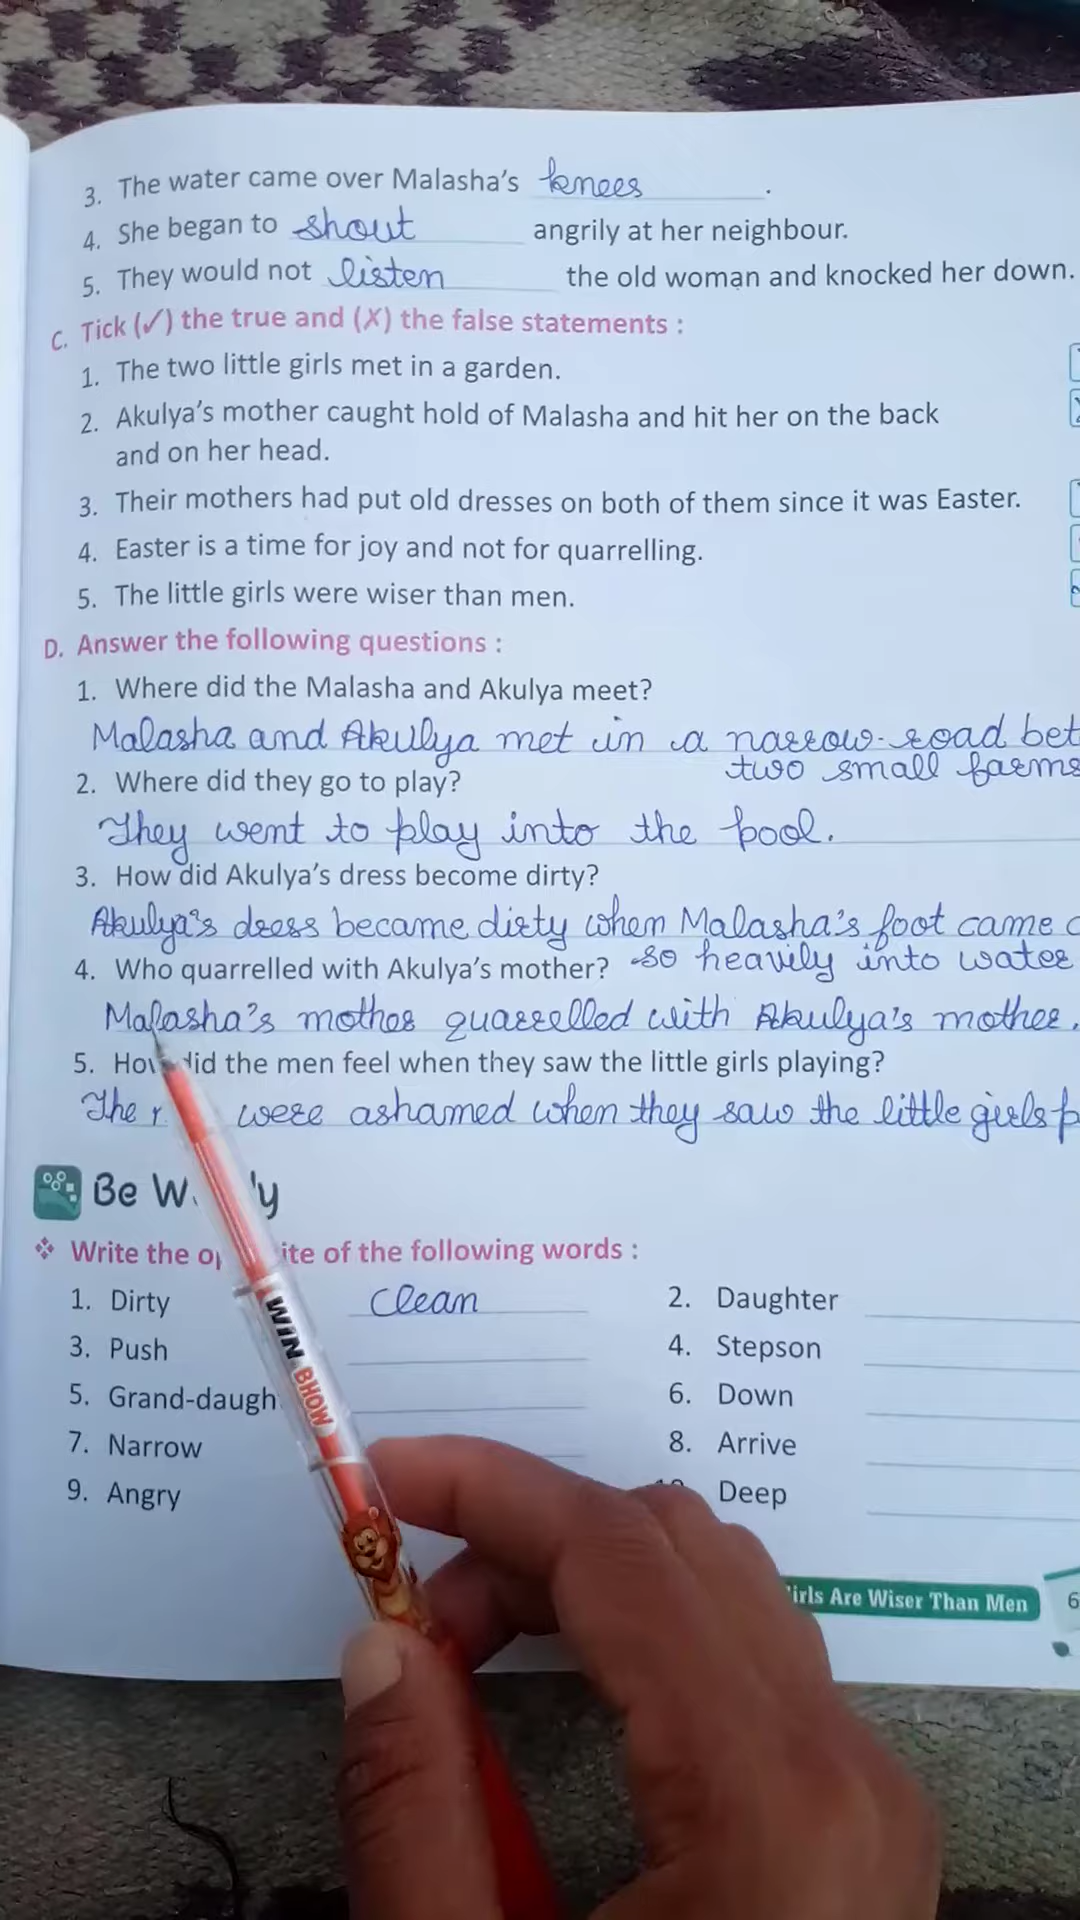 3. The water came over Malasha's knees.
4. She began to shout angrily at her neighbour.
5. They would not listen the old woman and knocked her down.
C. Tick (✓) the true and (✗) the false statements :
1. The two little girls met in a garden.
2. Akulya's mother caught hold of Malasha and hit her on the back
and on her head.
3. Their mothers had put old dresses on both of them since it was Easter.
4. Easter is a time for joy and not for quarrelling.
5. The little girls were wiser than men.
D. Answer the following questions :
1. Where did the Malasha and Akulya meet?
Malasha and Akulya met in a narrow road bet
two small farms
2. Where did they go to play?
They went to play into the pool.
3. How did Akulya's dress become dirty?
Akulya's dress became dirty when Malasha's foot came
so heavily into water
4. Who quarrelled with Akulya's mother?
Malasha's mother quarrelled with Akulya's mother.
5. How did the men feel when they saw the little girls playing?
The were ashamed when they saw the little girls p
Be W y
Write the op ite of the following words :
1. Dirty clean 2. Daughter
3. Push 4. Stepson
5. Grand-daugh 6. Down
7. Narrow 8. Arrive
9. Angry Deep
WIN BHOW
irls Are Wiser Than Men 6